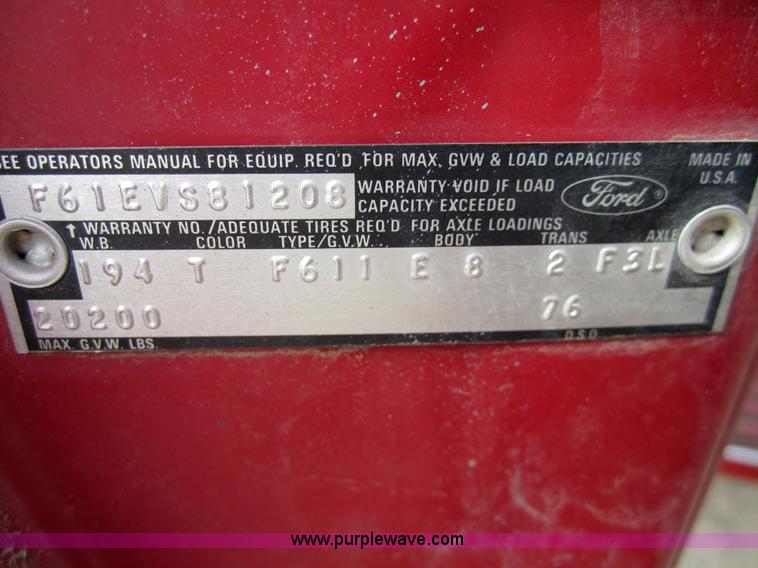 SEE OPERATORS MANUAL FOR EQUIP. REQ'D FOR MAX. GVW & LOAD CAPACITIES
MADE IN U.S.A.
F61EVS81208
WARRANTY VOID IF LOAD
CAPACITY EXCEEDED
Ford
®
↑ WARRANTY NO./ADEQUATE TIRES REQ'D FOR AXLE LOADINGS
W.B. COLOR TYPE/G.V.W. BODY TRANS AXLE
194 T F611 E 8 2 F3L
20200 76
MAX. G.V.W. LBS. D.S.O
www.purplewave.com